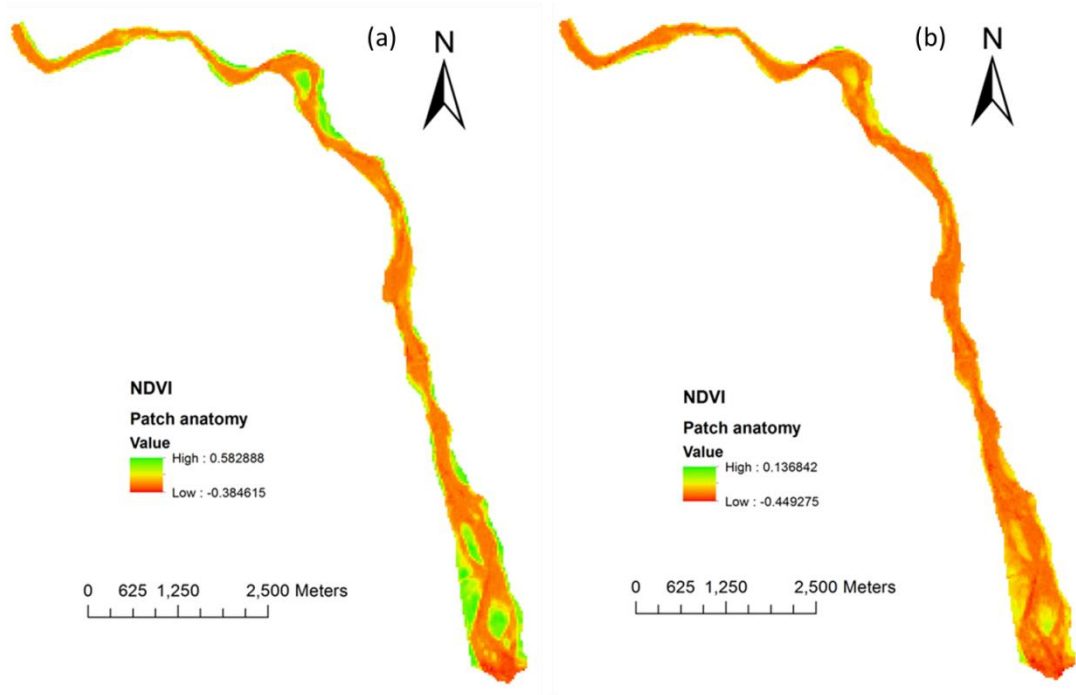 (a)
N
NDVI
Patch anatomy
Value
High : 0.582888
Low : -0.384615
0 625 1,250 2,500 Meters
(b)
N
NDVI
Patch anatomy
Value
High : 0.136842
Low : -0.449275
0 625 1,250 2,500 Meters